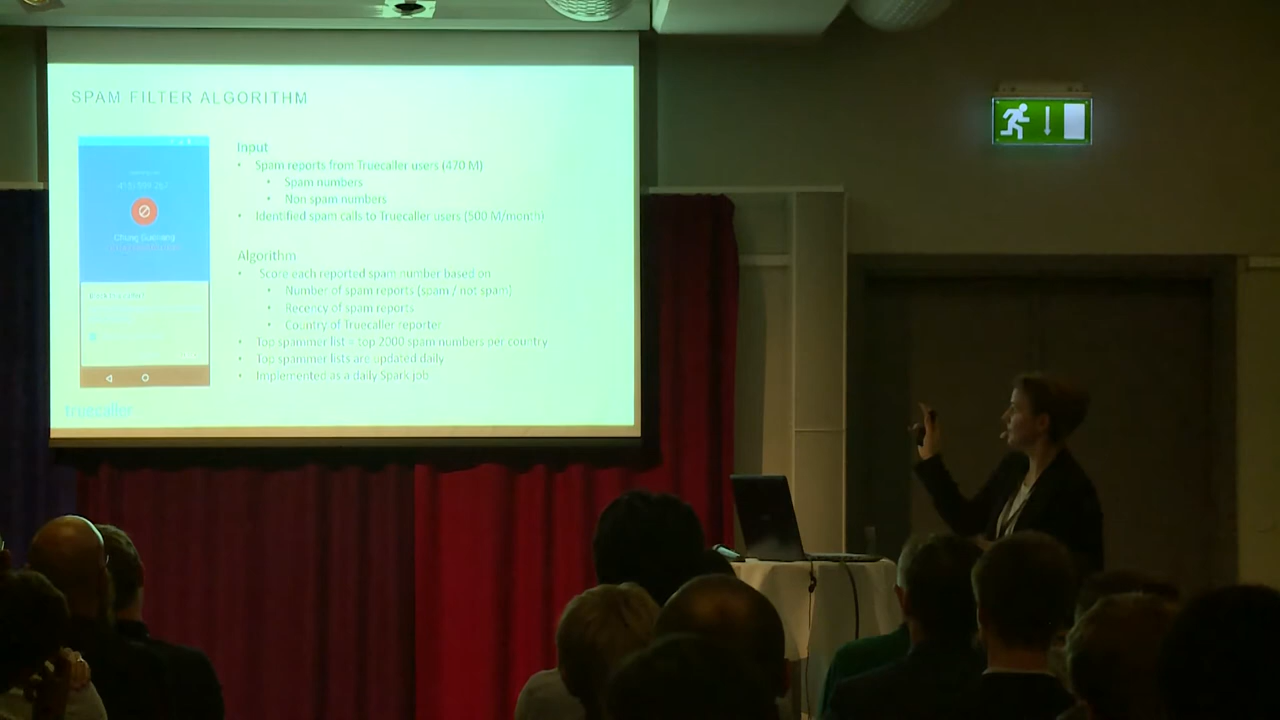 SPAM FILTER ALGORITHM
Input
• Spam reports from Truecaller users (470 M)
• Spam numbers
• Non spam numbers
• Identified spam calls to Truecaller users (500 M/month)
Algorithm
• Score each reported spam number based on
• Number of spam reports (spam / not spam)
• Recency of spam reports
• Country of Truecaller reporter
• Top spammer list = top 2000 spam numbers per country
• Top spammer lists are updated daily
• Implemented as a daily Spark job
truecaller